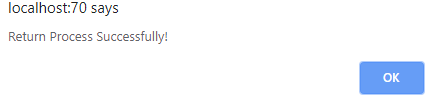 localhost:70 says
Return Process Successfully!
OK